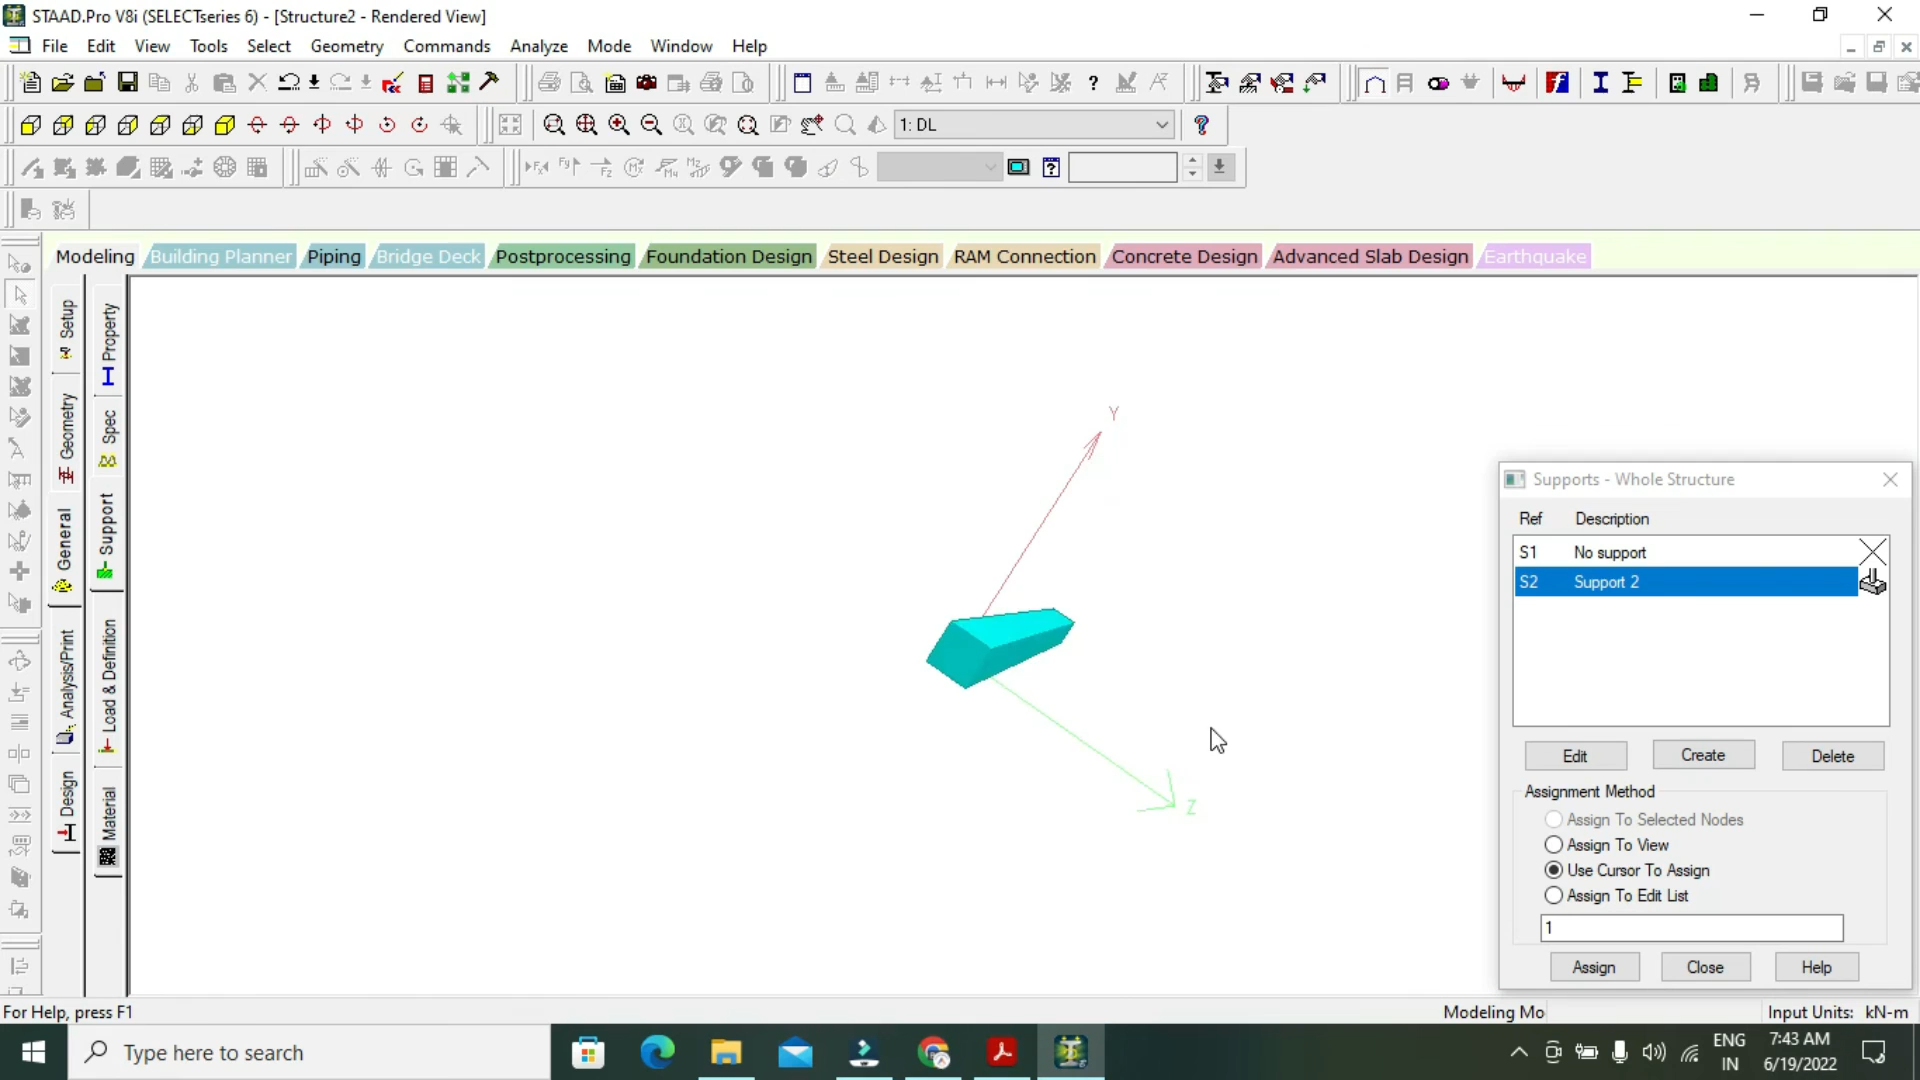 STAAD.Pro V8i (SELECTseries 6) - [Structure2 - Rendered View]
File Edit View Tools Select Geometry Commands Analyze Mode Window Help
1: DL
Modeling Building Planner Piping Bridge Deck Postprocessing Foundation Design Steel Design RAM Connection Concrete Design Advanced Slab Design Earthquake
Setup
Geometry
General
Analysis/Print
Design
Property
Spec
Support
Load & Definition
Material
Y
Z
Supports - Whole Structure
Ref Description
S1 No support
S2 Support 2
Edit Create Delete
Assignment Method
Assign To Selected Nodes
Assign To View
Use Cursor To Assign
Assign To Edit List
1
Assign Close Help
For Help, press F1
Modeling Mo
Input Units: kN-m
Type here to search
ENG
IN
7:43 AM
6/19/2022